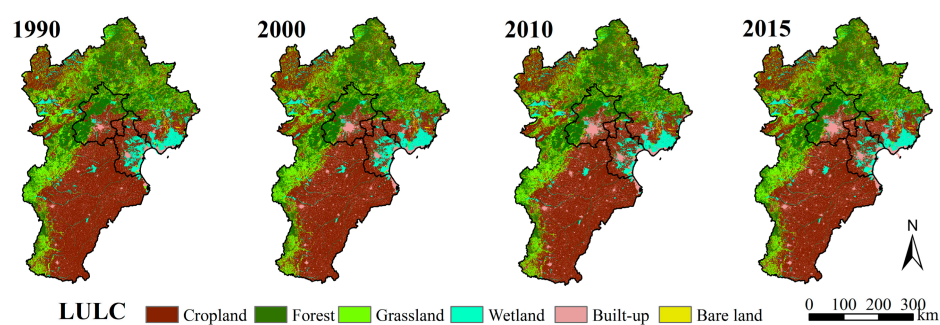 1990
2000
2010
2015
N
LULC
Cropland
Forest
Grassland
Wetland
Built-up
Bare land
0 100 200 300
km